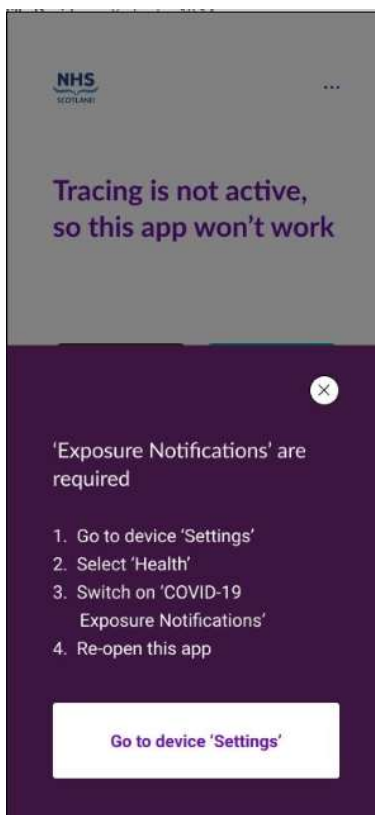 NHS
SCOTLAND
...
Tracing is not active,
so this app won't work
‘Exposure Notifications’ are
required
1. Go to device ‘Settings’
2. Select ‘Health’
3. Switch on ‘COVID-19
Exposure Notifications’
4. Re-open this app
Go to device ‘Settings’